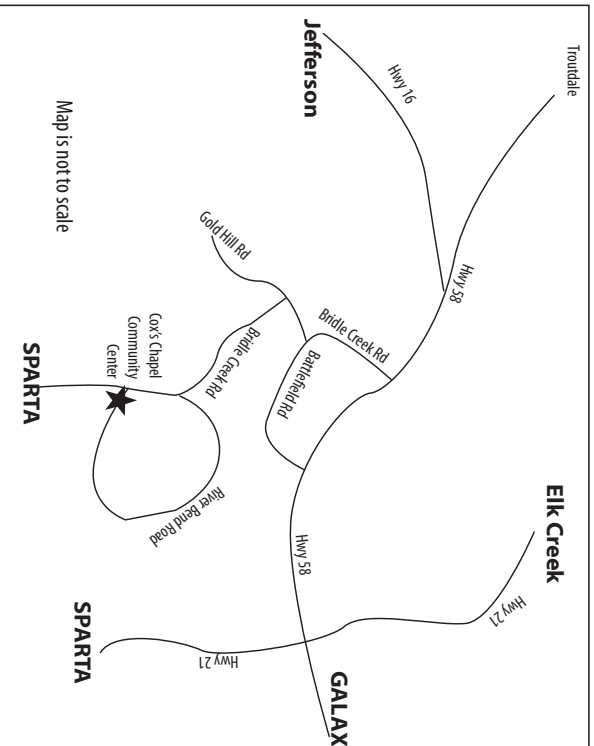 Troutdale
Jefferson
Hwy 16
Hwy 58
Elk Creek
Map is not to scale
Gold Hill Rd
Bridle Creek Rd
Battlefield Rd
Bridle Creek Rd
Cox's Chapel
Community
Center
SPARTA
River Bend Road
Hwy 58
Hwy 21
Hwy 21
SPARTA
GALAX